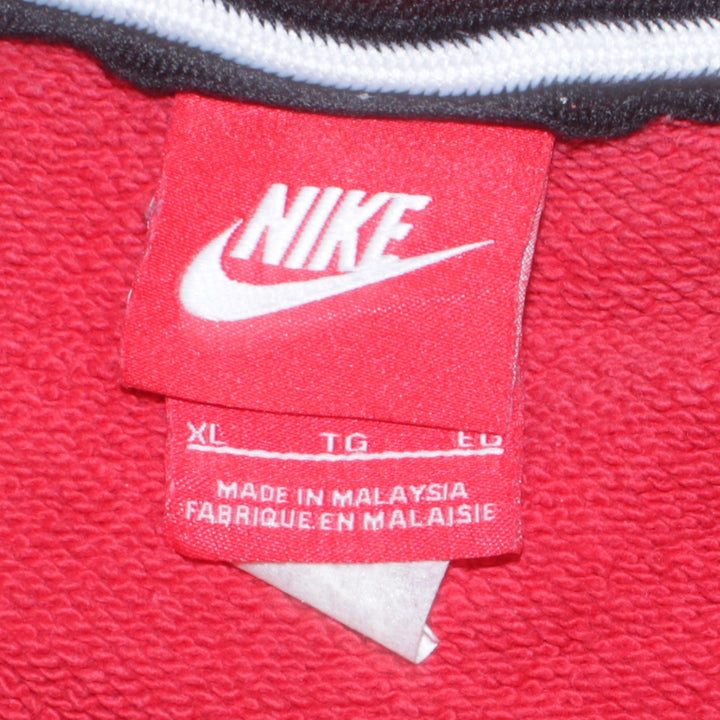 NIKE
XL TG EG
MADE IN MALAYSIA
FABRIQUE EN MALAISIE